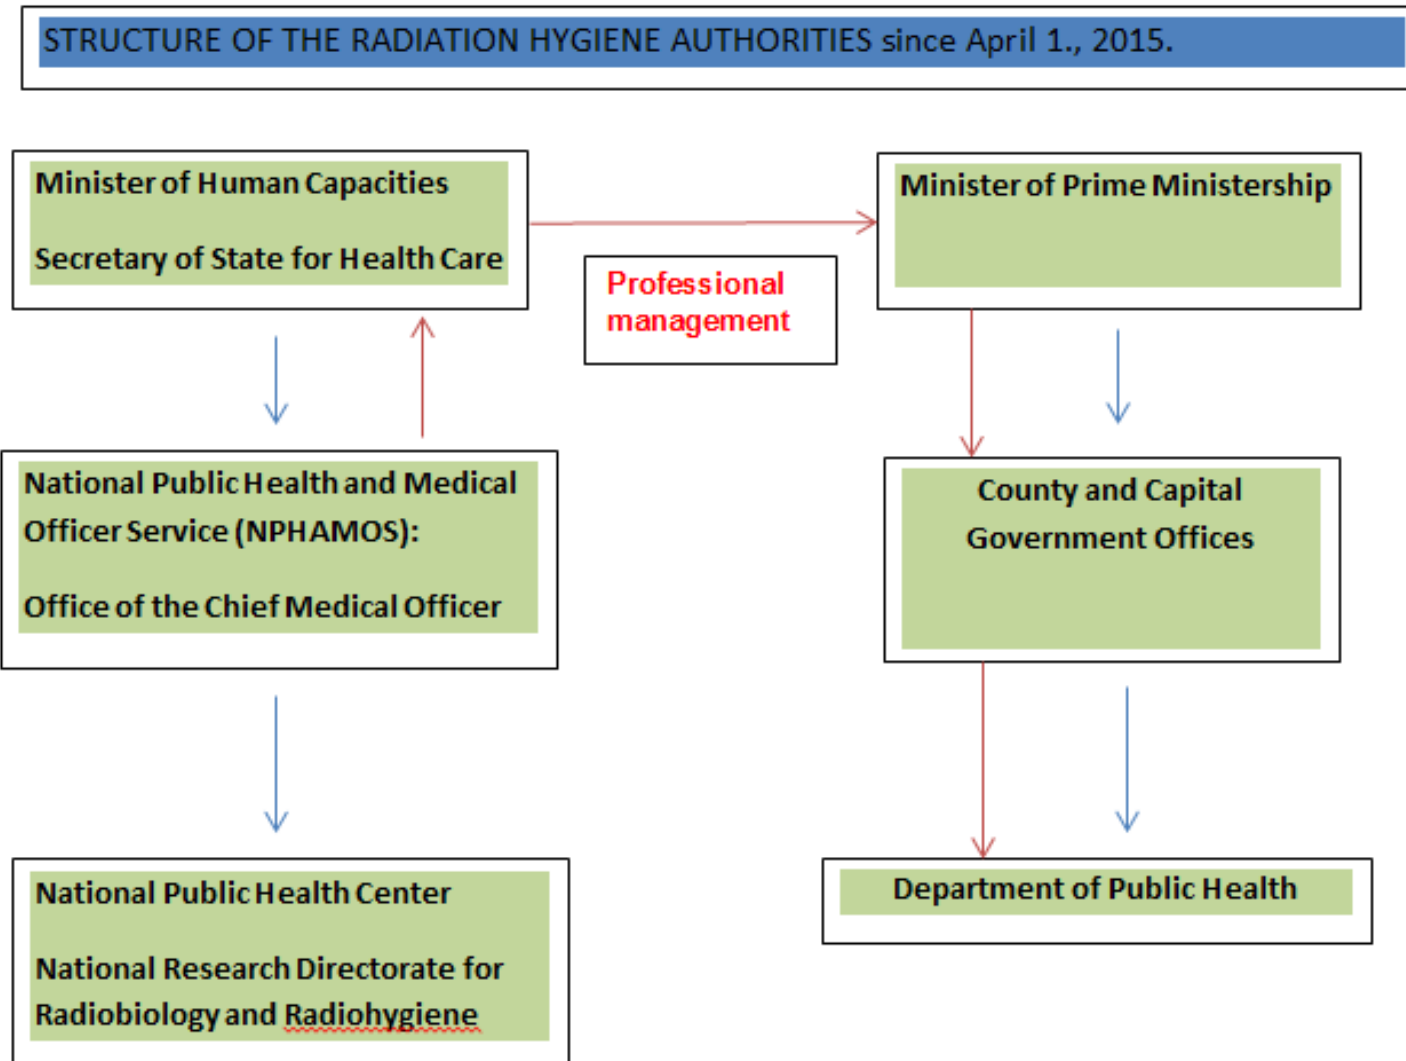 STRUCTURE OF THE RADIATION HYGIENE AUTHORITIES since April 1., 2015.
Minister of Human Capacities
Secretary of State for Health Care
Minister of Prime Ministership
Professional
management
National Public Health and Medical
Officer Service (NPHAMOS):
Office of the Chief Medical Officer
County and Capital
Government Offices
National Public Health Center
National Research Directorate for
Radiobiology and Radiohygiene
Department of Public Health